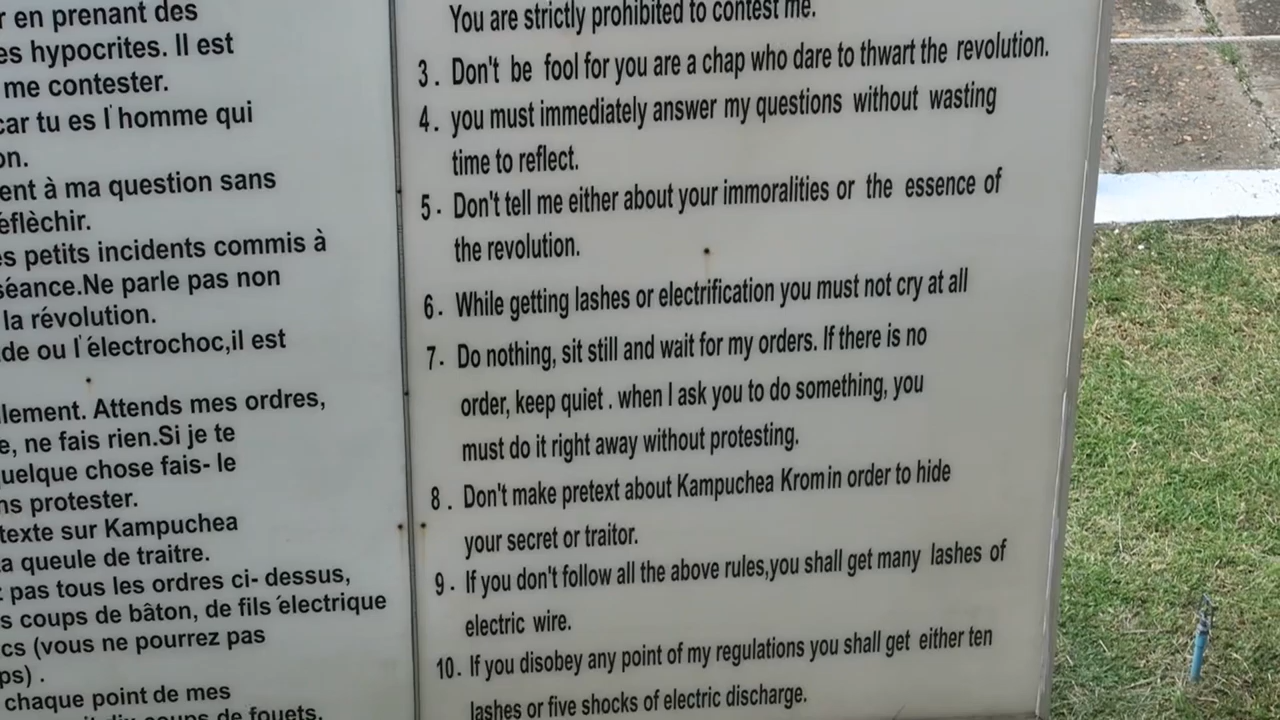 r en prenant des
es hypocrites. Il est
me contester.
car tu es l'homme qui
on.
ent à ma question sans
éflèchir.
es petits incidents commis à
séance.Ne parle pas non
la révolution.
de ou l'électrochoc,il est
lement. Attends mes ordres,
e, ne fais rien.Si je te
uelque chose fais- le
ns protester.
texte sur Kampuchea
a queule de traitre.
pas tous les ordres ci- dessus,
s coups de bâton, de fils électrique
cs (vous ne pourrez pas
ps) .
chaque point de mes
it dix coups de fouets,
You are strictly prohibited to contest me.
3 . Don't be fool for you are a chap who dare to thwart the revolution.
4 . you must immediately answer my questions without wasting
time to reflect.
5 . Don't tell me either about your immoralities or the essence of
the revolution.
6 . While getting lashes or electrification you must not cry at all
7 . Do nothing, sit still and wait for my orders. If there is no
order, keep quiet . when I ask you to do something, you
must do it right away without protesting.
8 . Don't make pretext about Kampuchea Krom in order to hide
your secret or traitor.
9 . If you don't follow all the above rules,you shall get many lashes of
electric wire.
10. If you disobey any point of my regulations you shall get either ten
lashes or five shocks of electric discharge.